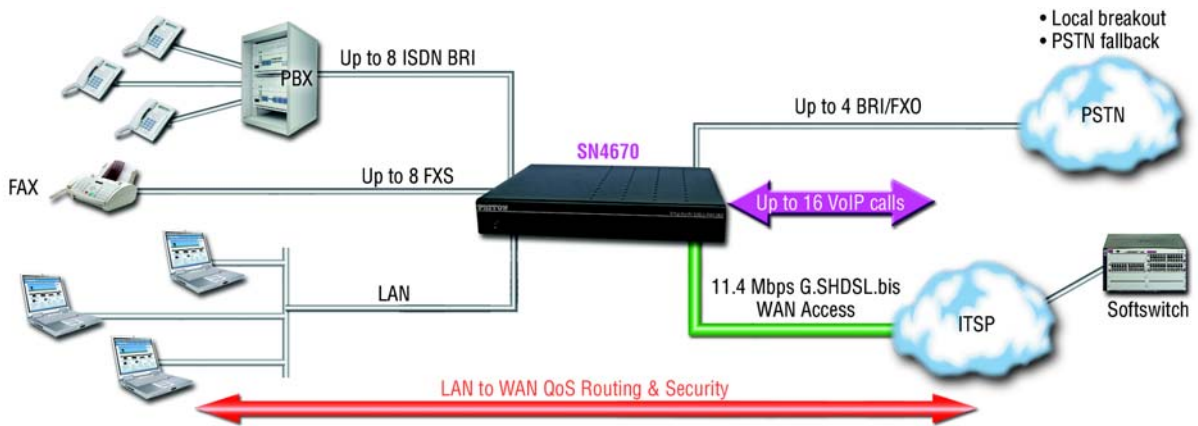 • Local breakout
• PSTN fallback
Up to 8 ISDN BRI
PBX
Up to 4 BRI/FXO
PSTN
SN4670
FAX
Up to 8 FXS
Up to 16 VoIP calls
LAN
11.4 Mbps G.SHDSL.bis
WAN Access
ITSP
Softswitch
LAN to WAN QoS Routing & Security